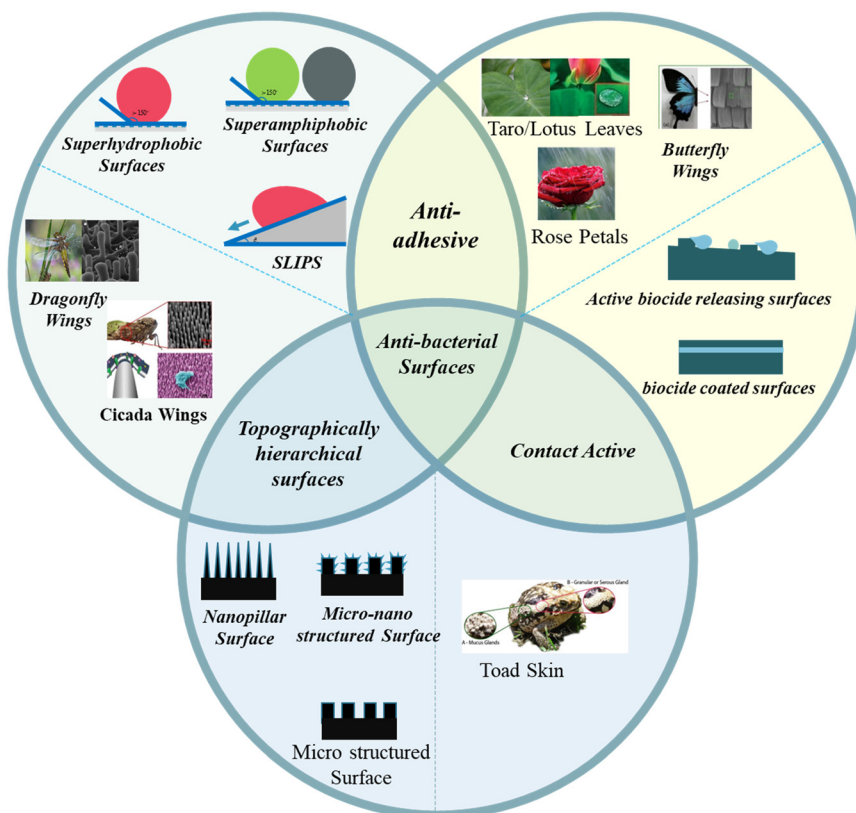 >150°
Superhydrophobic
Surfaces
>150°
Superamphiphobic
Surfaces
SLIPS
Dragonfly
Wings
Cicada Wings
Taro/Lotus Leaves
Butterfly
Wings
Rose Petals
Active biocide releasing surfaces
biocide coated surfaces
Anti-
adhesive
Anti-bacterial
Surfaces
Topographically
hierarchical
surfaces
Contact Active
Nanopillar
Surface
Micro-nano
structured Surface
Micro structured
Surface
B - Granular or Serous Gland
A - Mucus Glands
Toad Skin